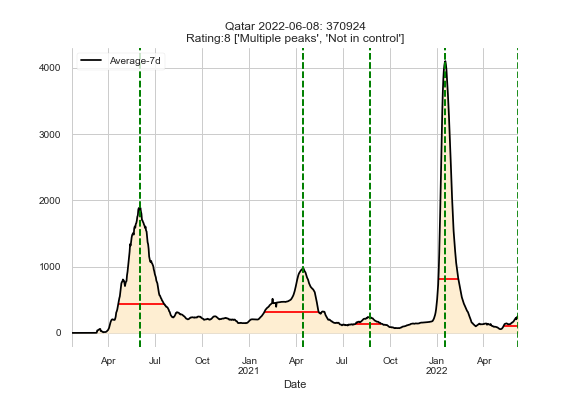 Qatar 2022-06-08: 370924
Rating:8 ['Multiple peaks', 'Not in control']
Average-7d
4000
3000
2000
1000
0
Apr Jul Oct Jan Apr Jul Oct Jan Apr
2021 2022
Date